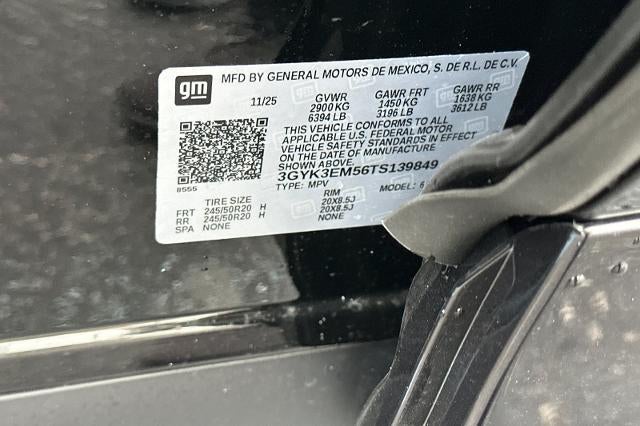 gm
MFD BY GENERAL MOTORS DE MEXICO, S. DE R.L. DE C.V.
11/25 GVWR GAWR FRT GAWR RR
2900 KG 1450 KG 1638 KG
6394 LB 3196 LB 3612 LB
THIS VEHICLE CONFORMS TO ALL
APPLICABLE U.S. FEDERAL MOTOR
VEHICLE SAFETY STANDARDS IN EFFECT
ON THE DATE OF MANUFACTURE
SHOWN ABOVE.
3GYK3EM56TS139849
8555 TYPE: MPV MODEL: 6
TIRE SIZE RIM
FRT 245/50R20 H 20X8.5J
RR 245/50R20 H 20X8.5J
SPA NONE NONE